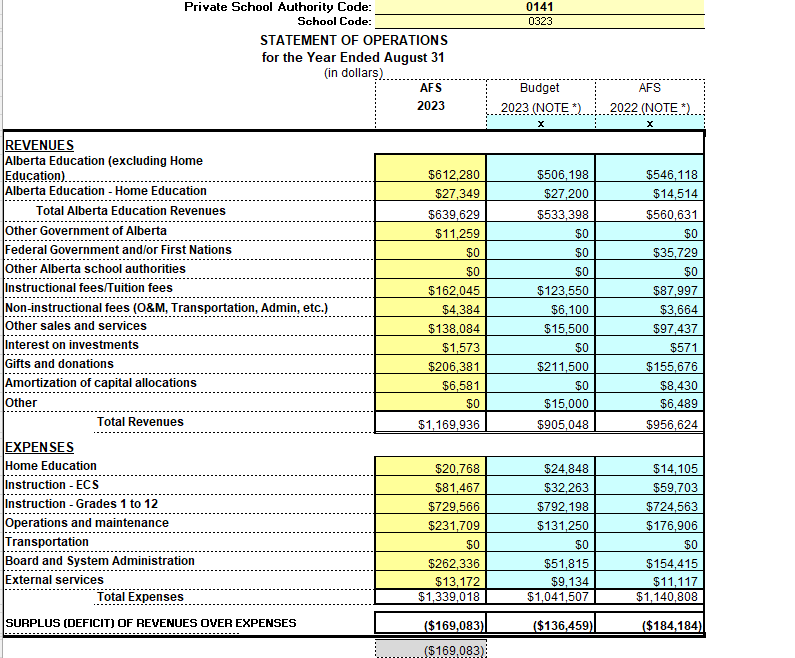 Private School Authority Code: 0141
School Code: 0323
STATEMENT OF OPERATIONS
for the Year Ended August 31
(in dollars)
AFS Budget AFS
2023 2023 (NOTE *) 2022 (NOTE *)
x x
REVENUES
Alberta Education (excluding Home
Education) $612,280 $506,198 $546,118
Alberta Education - Home Education $27,349 $27,200 $14,514
Total Alberta Education Revenues $639,629 $533,398 $560,631
Other Government of Alberta $11,259 $0 $0
Federal Government and/or First Nations $0 $0 $35,729
Other Alberta school authorities $0 $0 $0
Instructional fees/Tuition fees $162,045 $123,550 $87,997
Non-instructional fees (O&M, Transportation, Admin, etc.) $4,384 $6,100 $3,664
Other sales and services $138,084 $15,500 $97,437
Interest on investments $1,573 $0 $571
Gifts and donations $206,381 $211,500 $155,676
Amortization of capital allocations $6,581 $0 $8,430
Other $0 $15,000 $6,489
Total Revenues $1,169,936 $905,048 $956,624
EXPENSES
Home Education $20,768 $24,848 $14,105
Instruction - ECS $81,467 $32,263 $59,703
Instruction - Grades 1 to 12 $729,566 $792,198 $724,563
Operations and maintenance $231,709 $131,250 $176,906
Transportation $0 $0 $0
Board and System Administration $262,336 $51,815 $154,415
External services $13,172 $9,134 $11,117
Total Expenses $1,339,018 $1,041,507 $1,140,808
SURPLUS (DEFICIT) OF REVENUES OVER EXPENSES ($169,083) ($136,459) ($184,184)
($169,083)